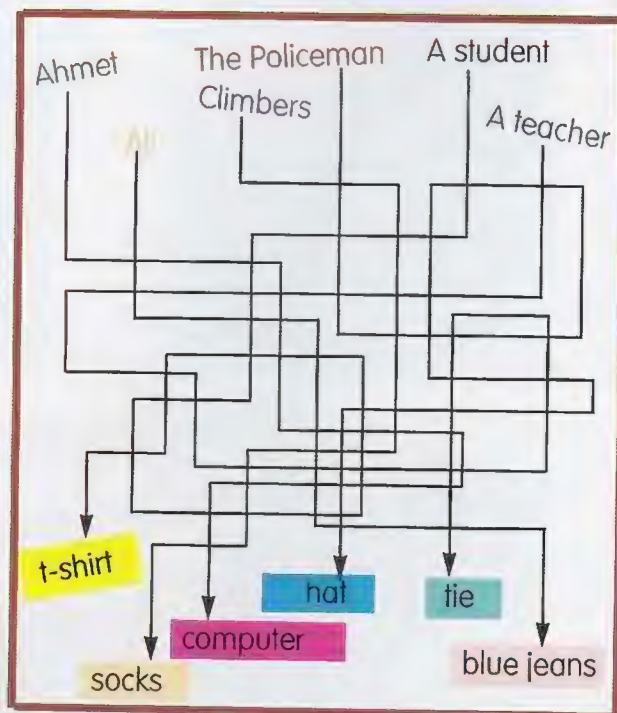 Ahmet
The Policeman
A student
Climbers
A teacher
Ali
t-shirt
hat
tie
computer
blue jeans
socks